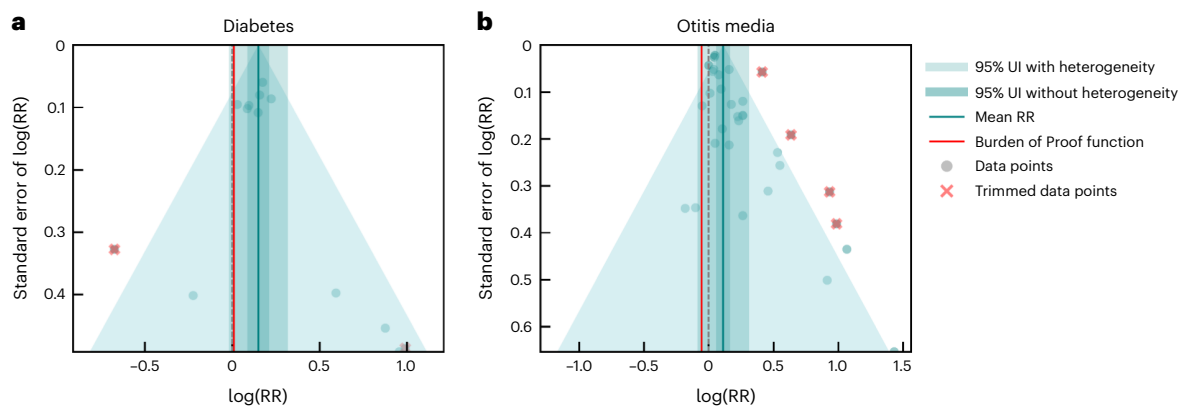 a
Diabetes
0
0.1
0.2
0.3
0.4
Standard error of log(RR)
–0.5
0
0.5
1.0
log(RR)
b
Otitis media
0
0.1
0.2
0.3
0.4
0.5
0.6
Standard error of log(RR)
–1.0
–0.5
0
0.5
1.0
1.5
log(RR)
95% UI with heterogeneity
95% UI without heterogeneity
Mean RR
Burden of Proof function
Data points
Trimmed data points